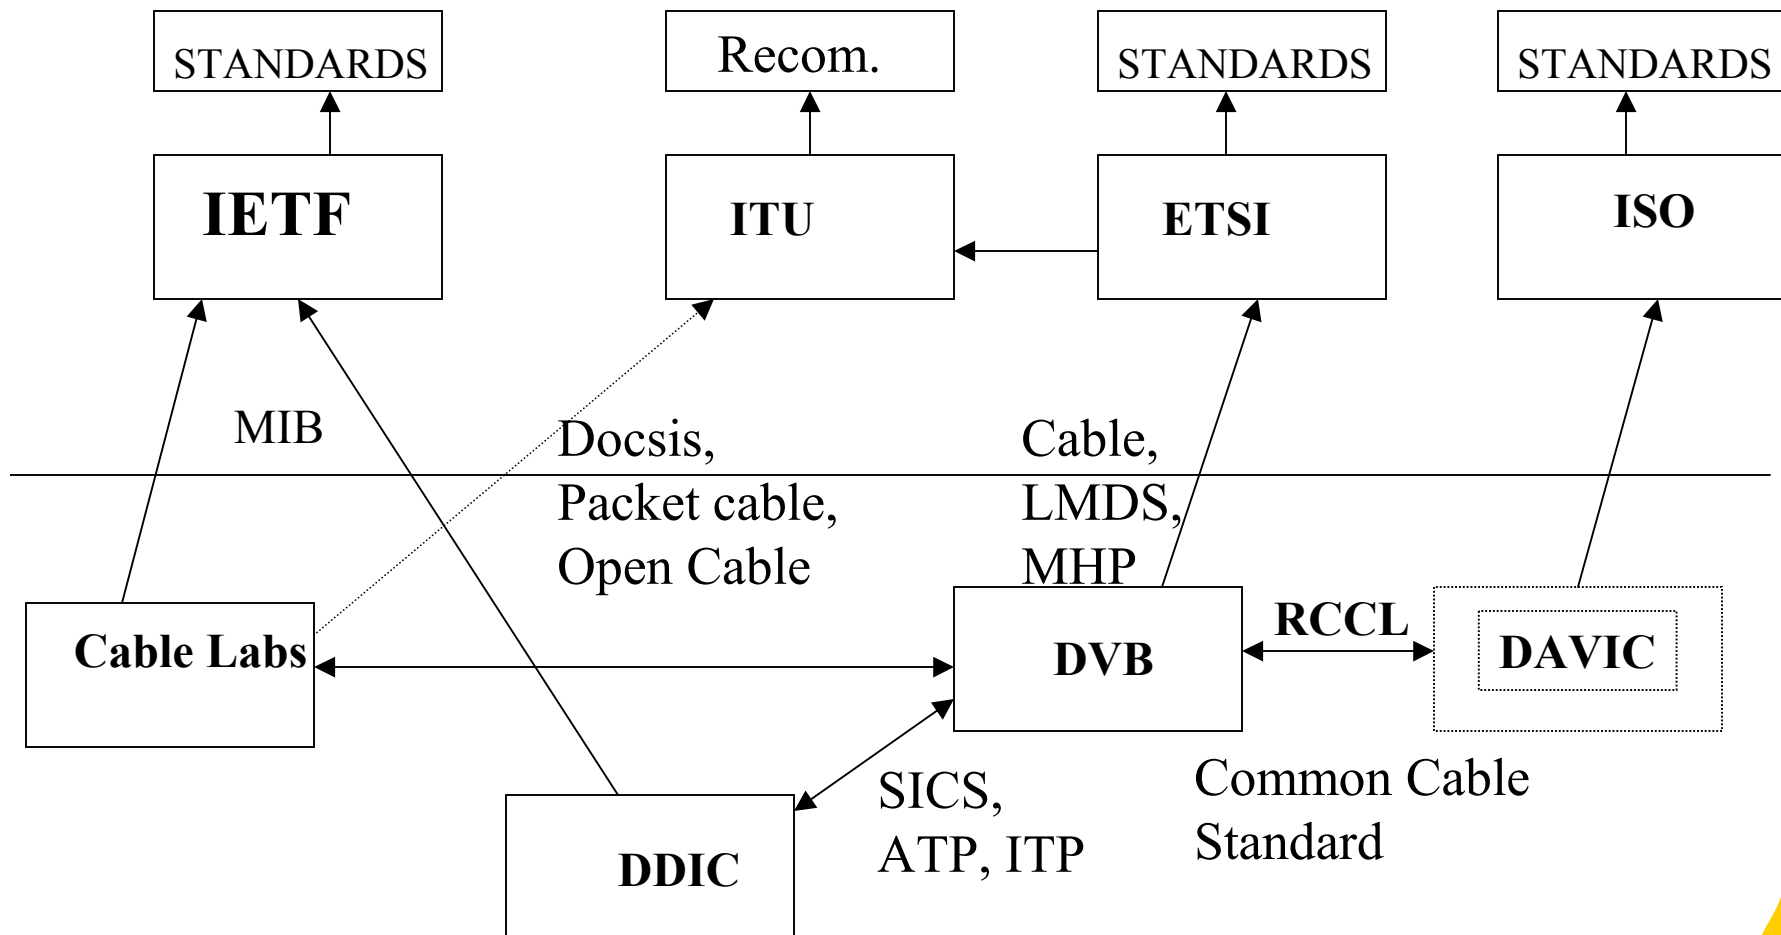 STANDARDS
Recom.
STANDARDS
STANDARDS
IETF
ITU
ETSI
ISO
MIB
Docsis,
Packet cable,
Open Cable
Cable,
LMDS,
MHP
Cable Labs
DVB
RCCL
DAVIC
SICS,
ATP, ITP
Common Cable
Standard
DDIC